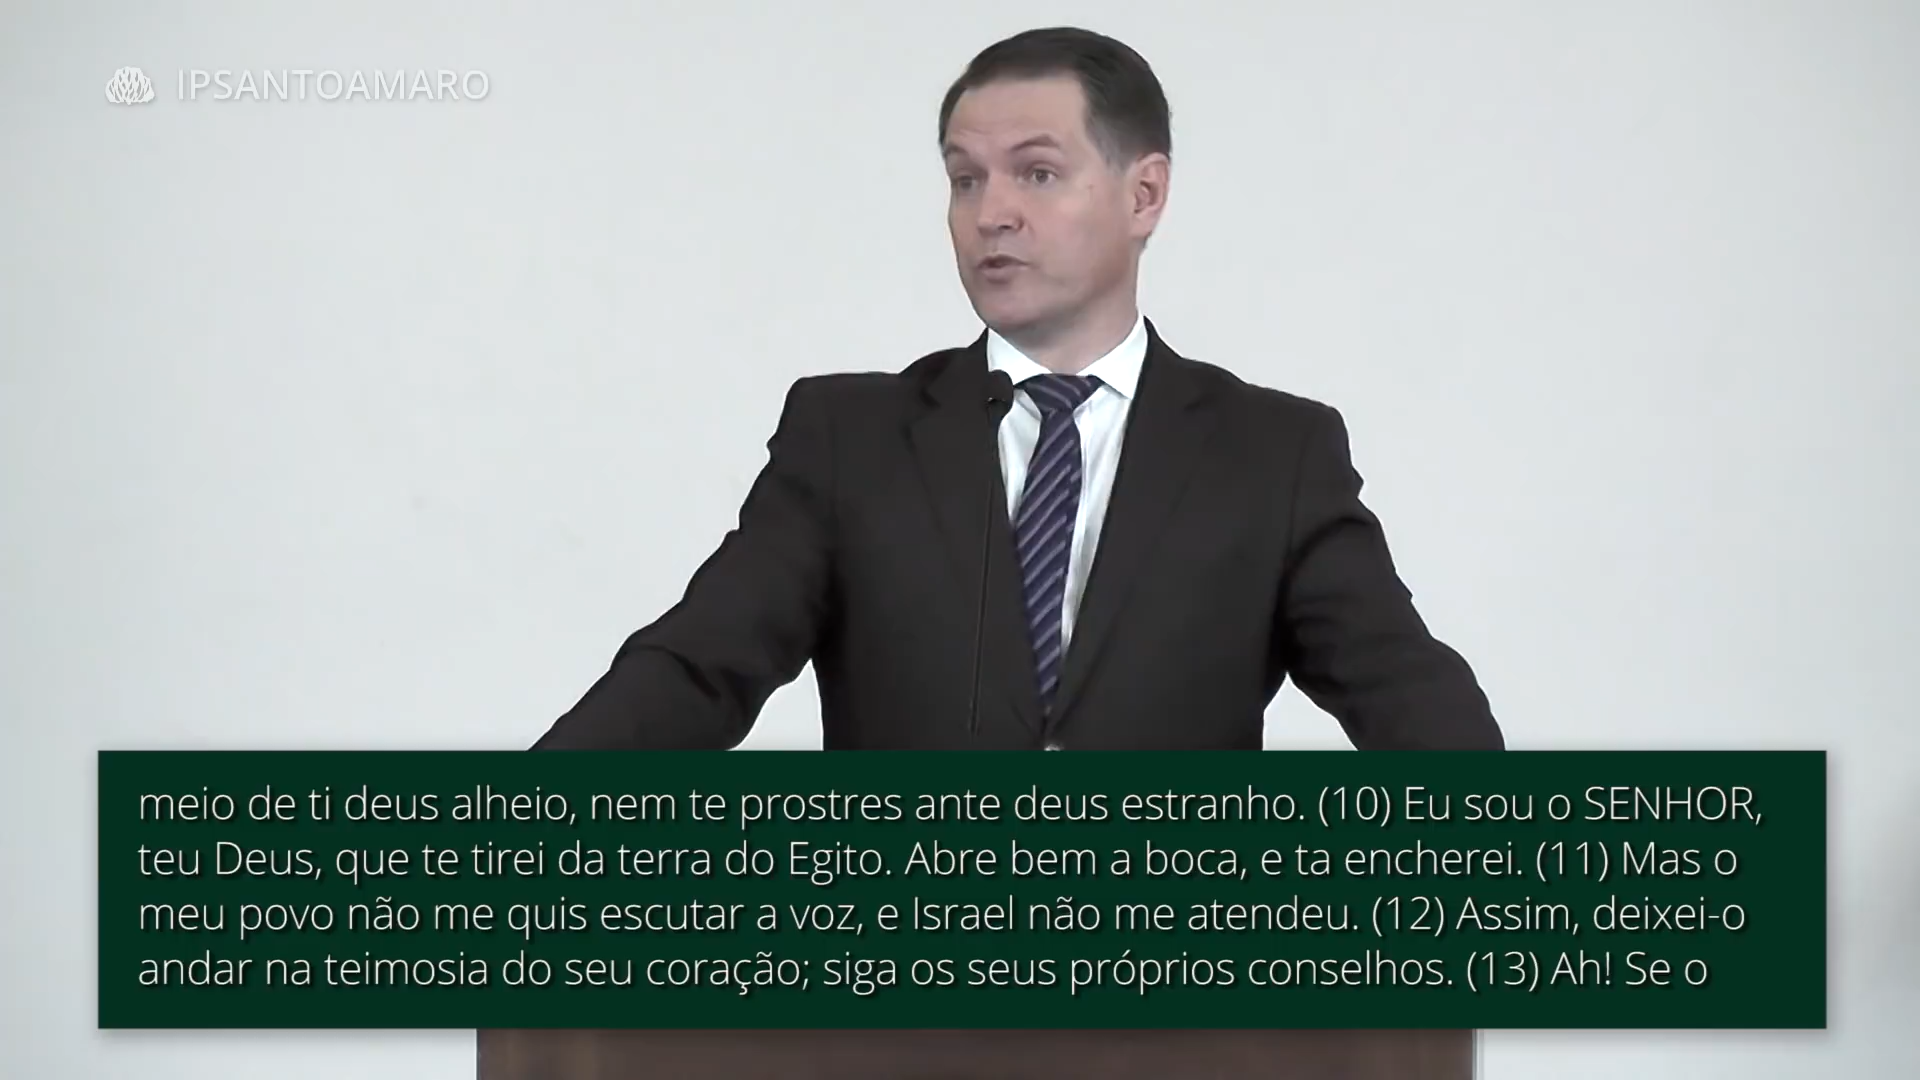 IPSANTOAMARO
meio de ti deus alheio, nem te prostres ante deus estranho. (10) Eu sou o SENHOR,
teu Deus, que te tirei da terra do Egito. Abre bem a boca, e ta encherei. (11) Mas o
meu povo não me quis escutar a voz, e Israel não me atendeu. (12) Assim, deixei-o
andar na teimosia do seu coração; siga os seus próprios conselhos. (13) Ah! Se o